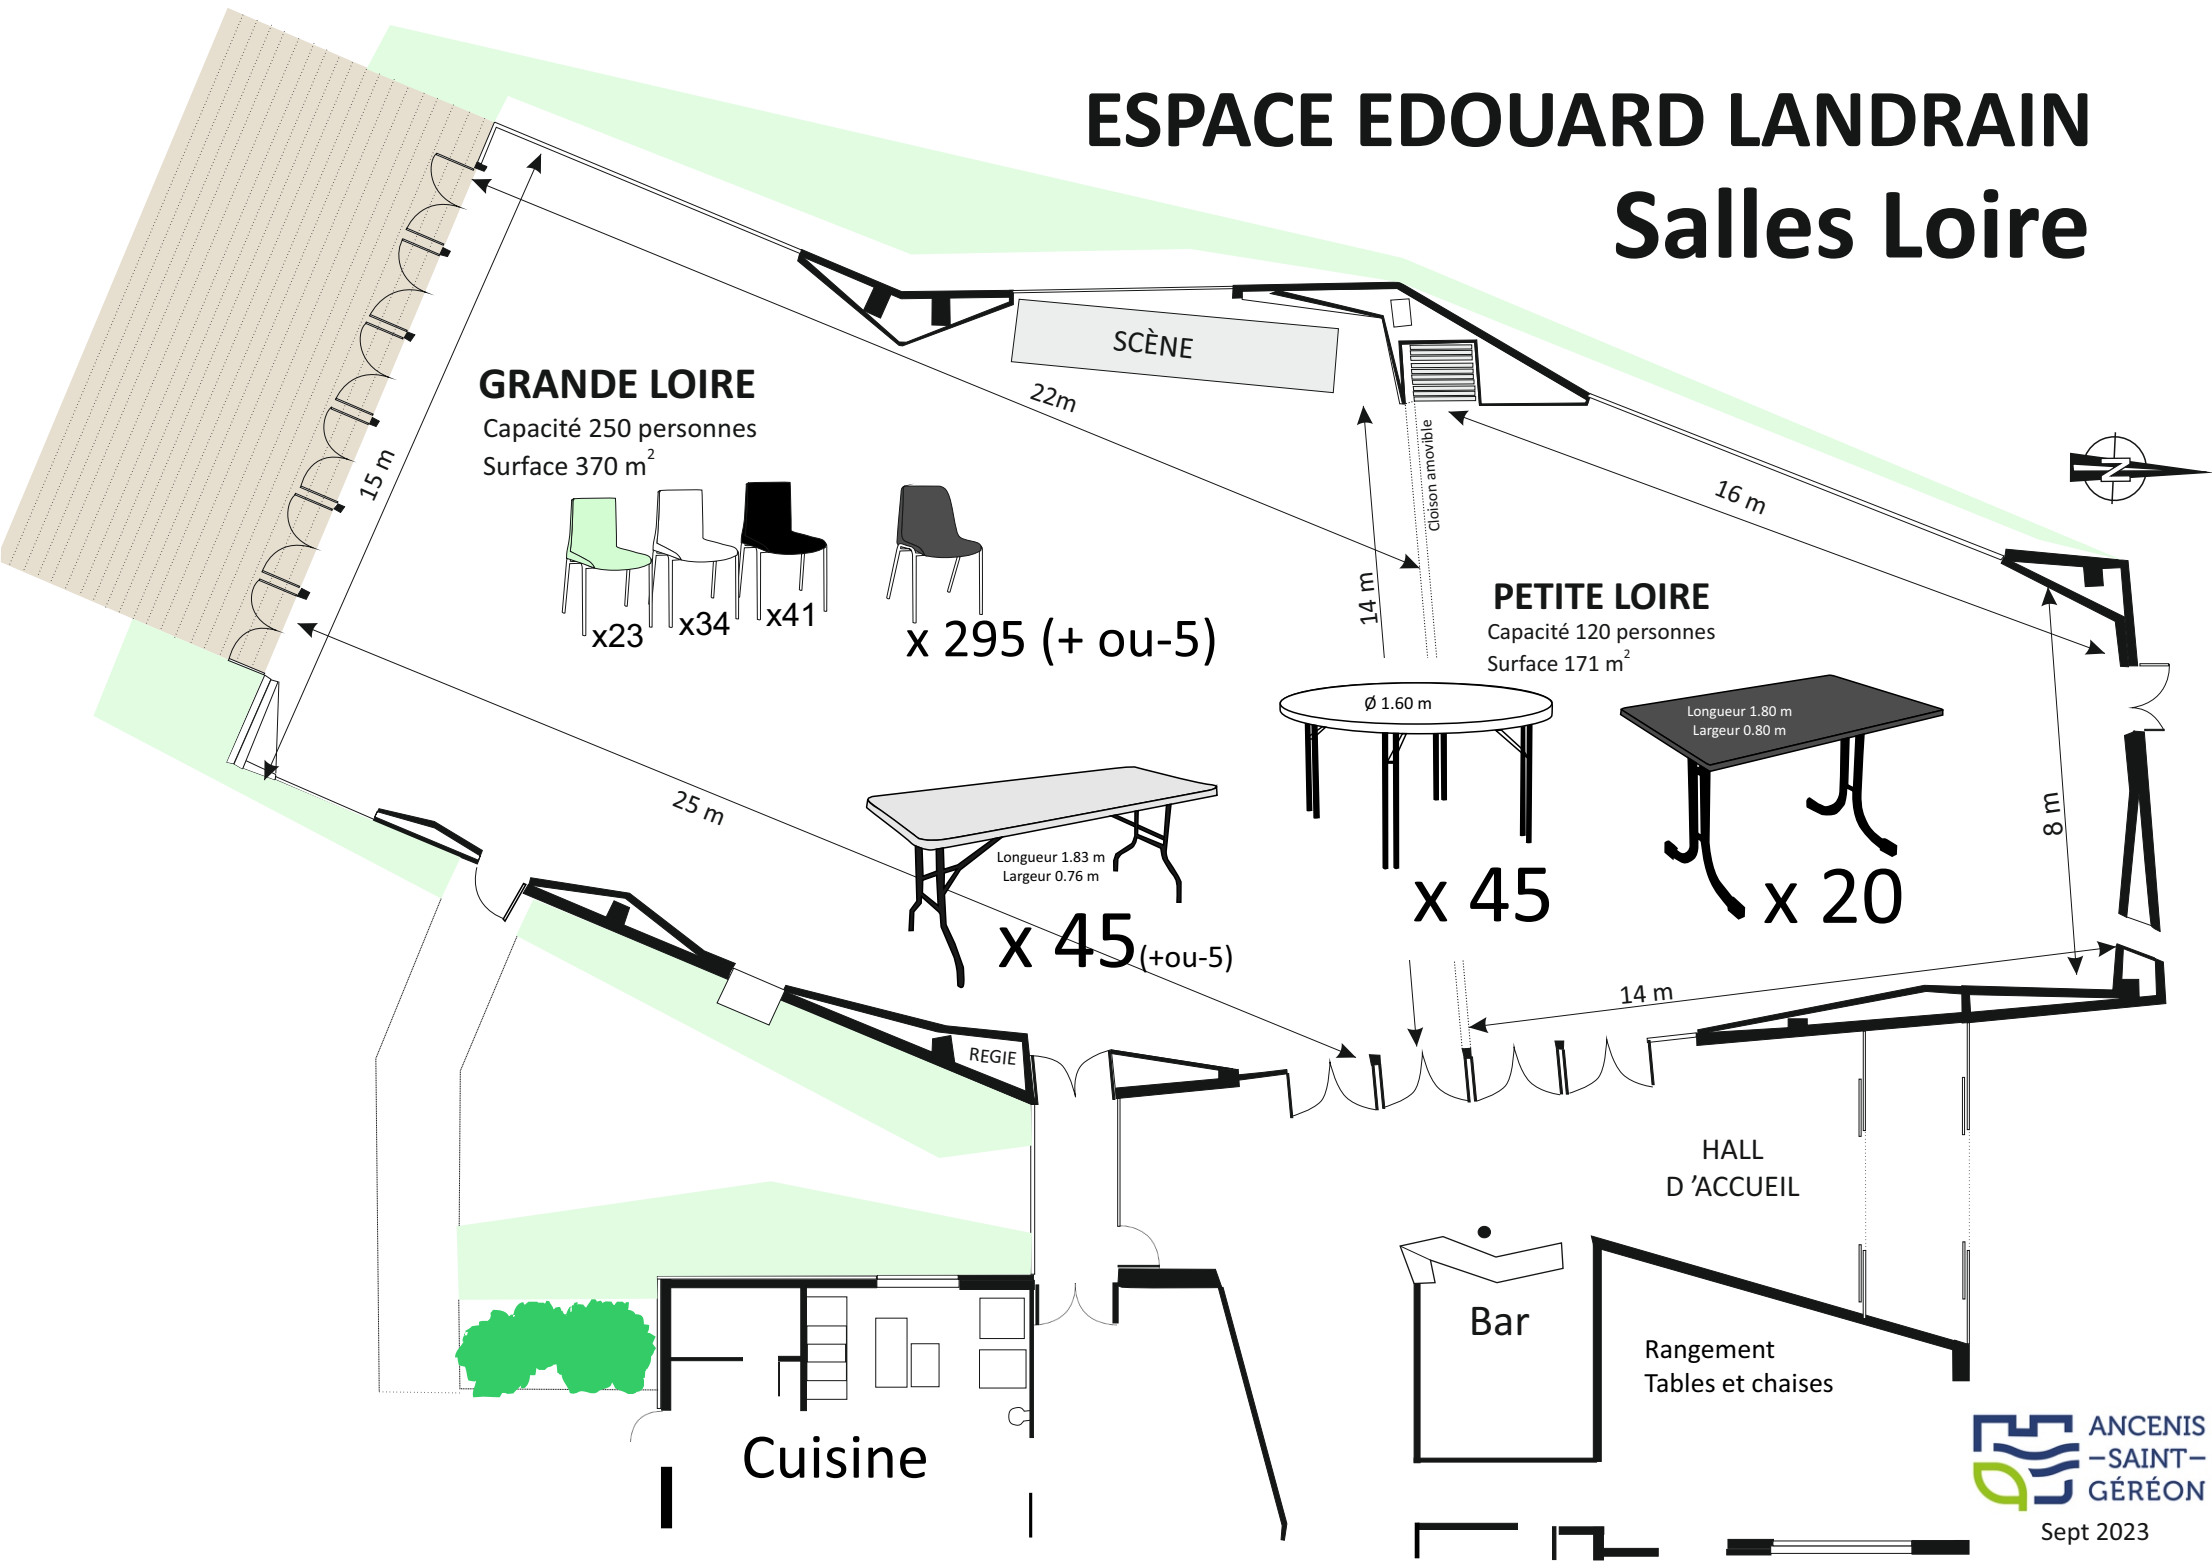 ESPACE EDOUARD LANDRAIN
Salles Loire
SCÈNE
GRANDE LOIRE
Capacité 250 personnes
Surface 370 m²
22m
15 m
Cloison amovible
16 m
N
x23
x34
x41
x 295 (+ ou-5)
14 m
PETITE LOIRE
Capacité 120 personnes
Surface 171 m²
Ø 1.60 m
Longueur 1.80 m
Largeur 0.80 m
25 m
8 m
Longueur 1.83 m
Largeur 0.76 m
x 45 (+ou-5)
x 45
x 20
14 m
REGIE
HALL
D 'ACCUEIL
Bar
Rangement
Tables et chaises
Cuisine
ANCENIS
–SAINT–
GÉRÉON
Sept 2023